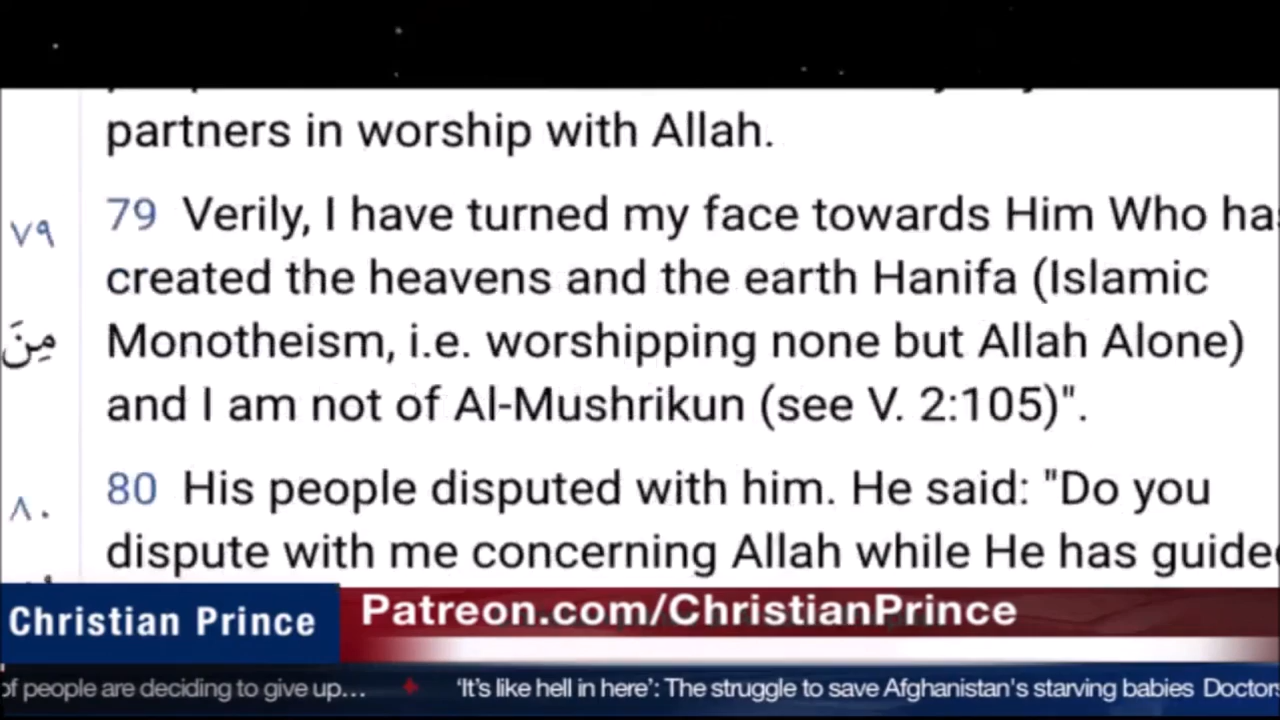 partners in worship with Allah.
٧٩
79 Verily, I have turned my face towards Him Who ha
created the heavens and the earth Hanifa (Islamic
مِنَ
Monotheism, i.e. worshipping none but Allah Alone)
and I am not of Al-Mushrikun (see V. 2:105)".
٨٠
80 His people disputed with him. He said: "Do you
dispute with me concerning Allah while He has guide
Christian Prince
Patreon.com/ChristianPrince
of people are deciding to give up... 'It's like hell in here': The struggle to save Afghanistan's starving babies Doctors